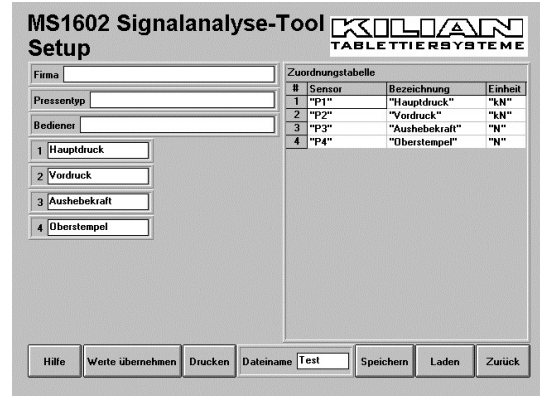 MS1602 Signalanalyse-Tool
Setup
KILIAN
TABLETTIERSYSTEME
Firma
Pressentyp
Bediener
1 Hauptdruck
2 Vordruck
3 Aushebekraft
4 Oberstempel
Zuordnungstabelle
# Sensor Bezeichnung Einheit
1 "P1" "Hauptdruck" "kN"
2 "P2" "Vordruck" "kN"
3 "P3" "Aushebekraft" "N"
4 "P4" "Oberstempel" "N"
Hilfe Werte übernehmen Drucken Dateiname Test Speichern Laden Zurück